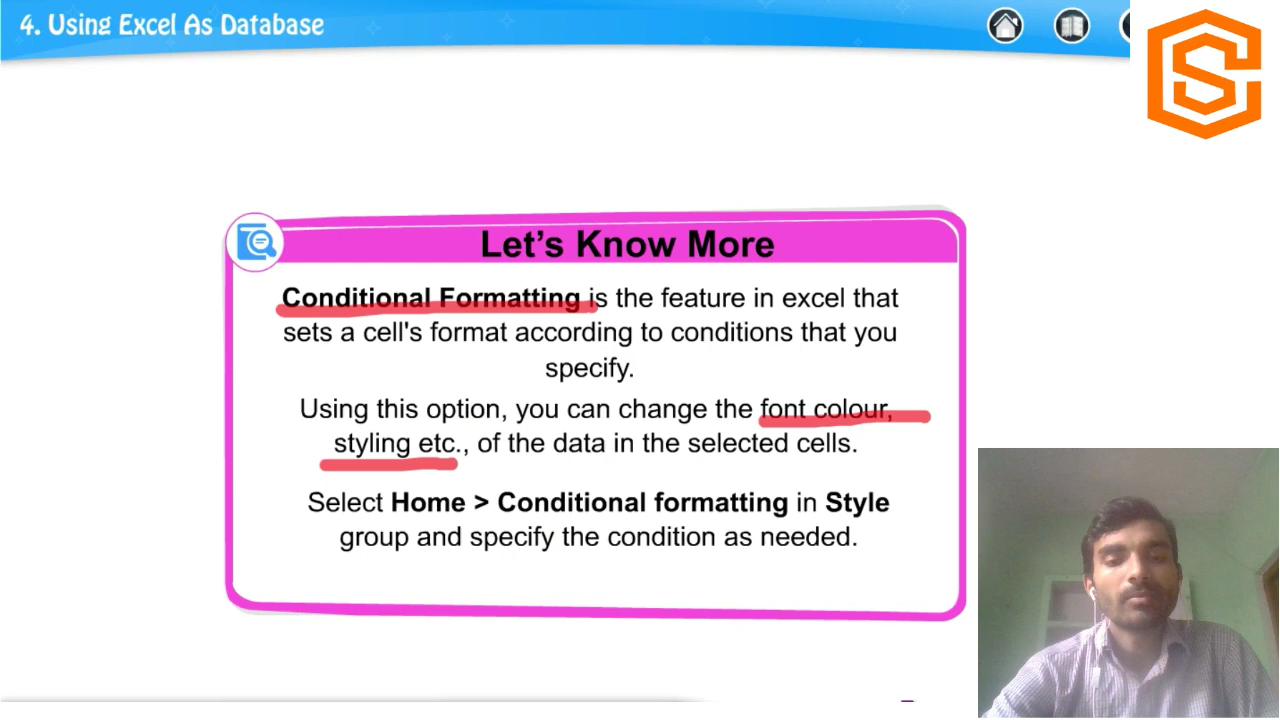 4. Using Excel As Database
Let's Know More
Conditional Formatting is the feature in excel that
sets a cell's format according to conditions that you
specify.
Using this option, you can change the font colour,
styling etc., of the data in the selected cells.
Select Home > Conditional formatting in Style
group and specify the condition as needed.